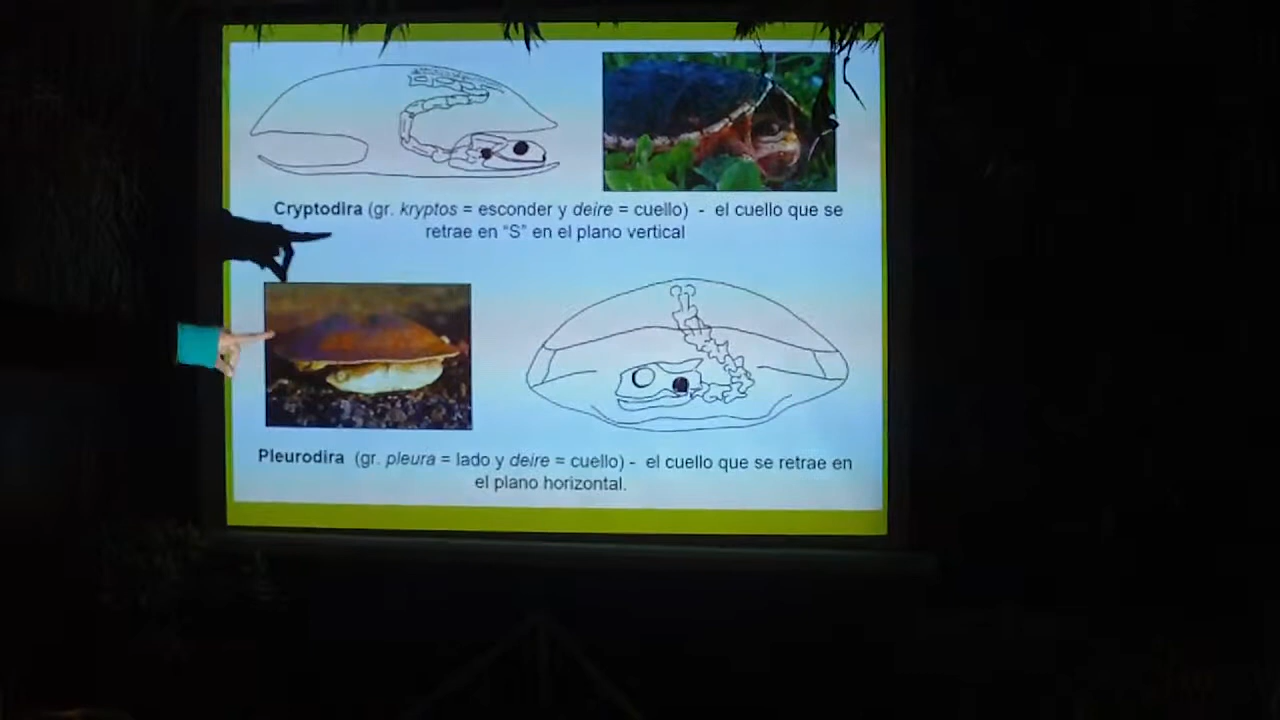 Cryptodira (gr. kryptos = esconder y deire = cuello) - el cuello que se
retrae en “S” en el plano vertical
Pleurodira (gr. pleura = lado y deire = cuello) - el cuello que se retrae en
el plano horizontal.